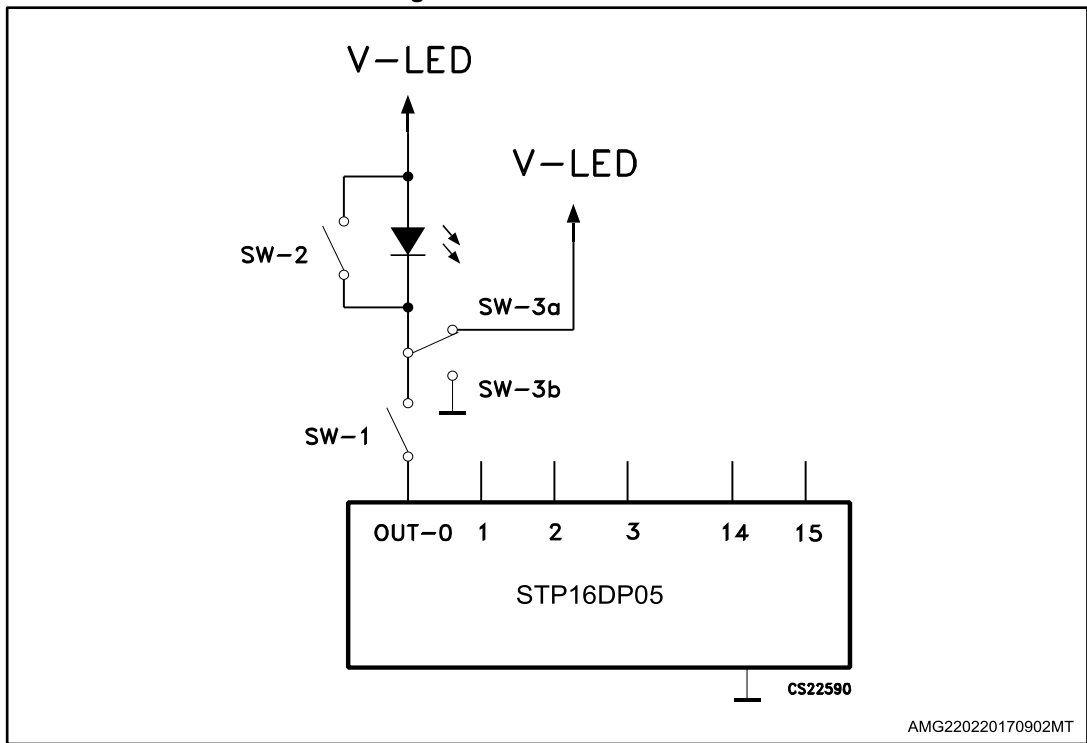 V-LED
V-LED
SW-2
SW-3a
SW-3b
SW-1
OUT-0 1 2 3 14 15
STP16DP05
CS22590
AMG220220170902MT